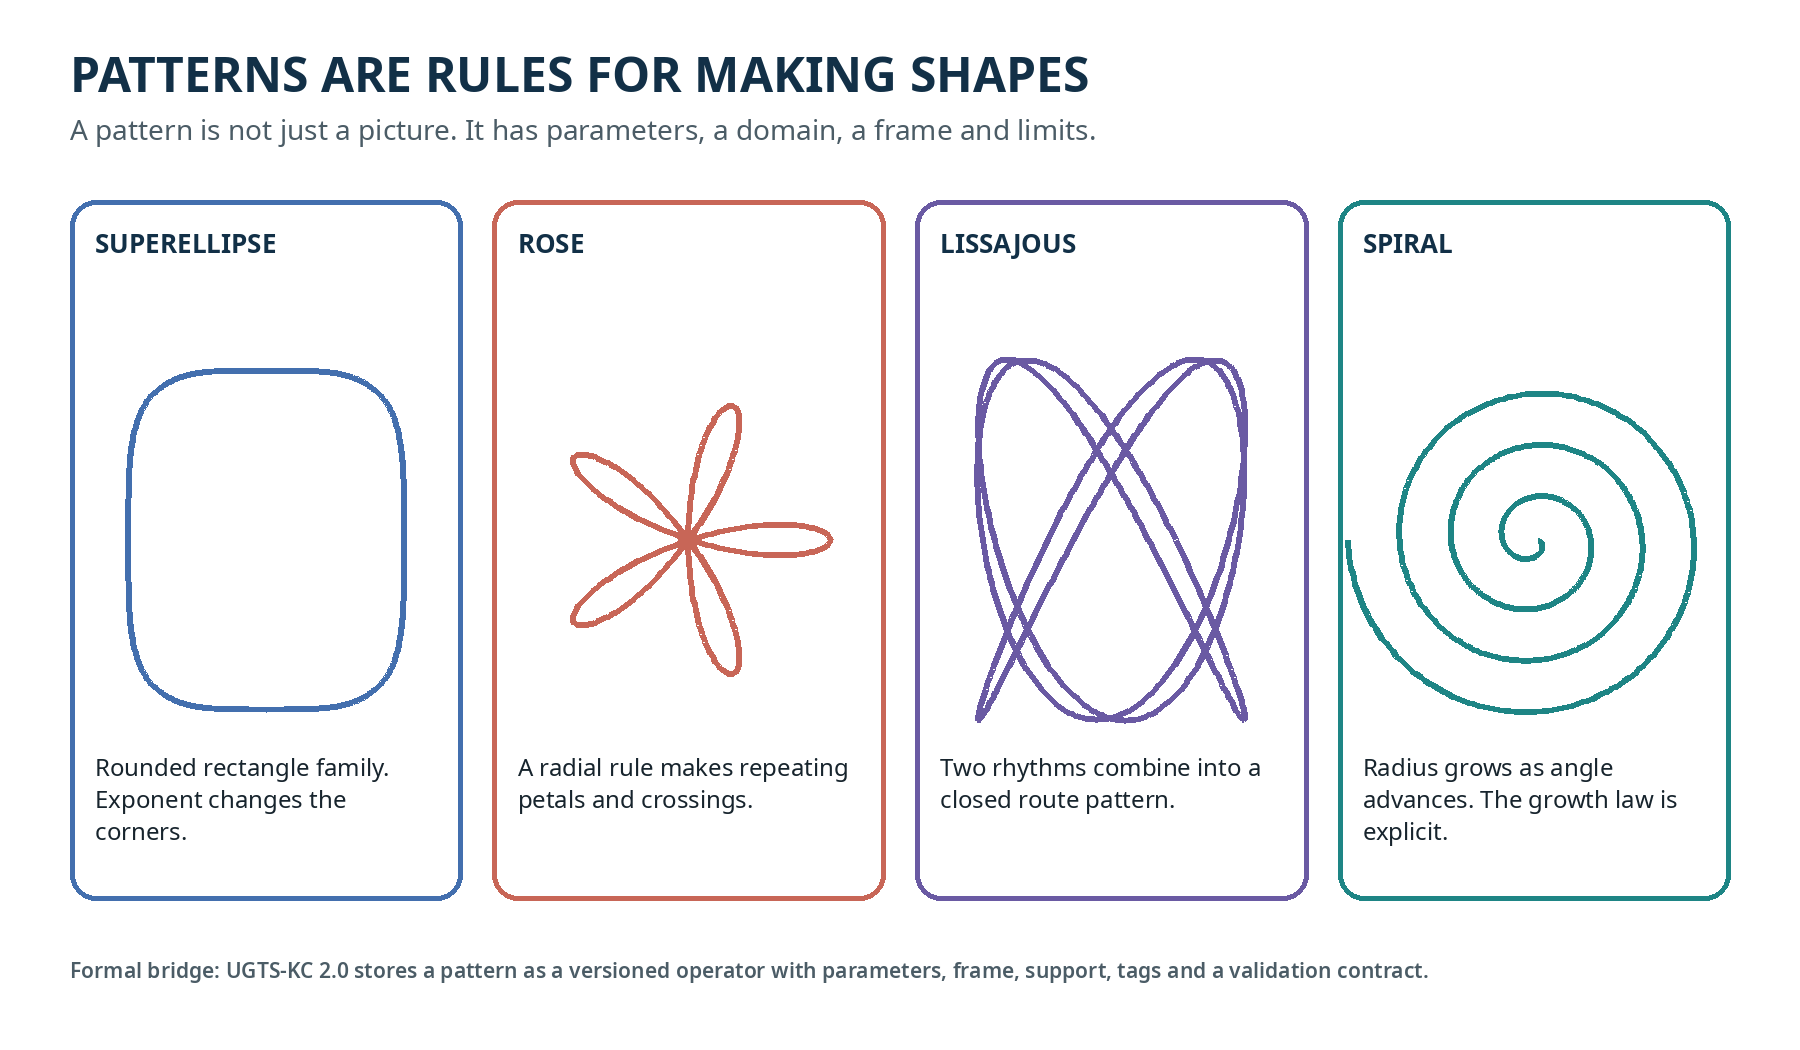 PATTERNS ARE RULES FOR MAKING SHAPES
A pattern is not just a picture. It has parameters, a domain, a frame and limits.
SUPERELLIPSE
Rounded rectangle family.
Exponent changes the
corners.
ROSE
A radial rule makes repeating
petals and crossings.
LISSAJOUS
Two rhythms combine into a
closed route pattern.
SPIRAL
Radius grows as angle
advances. The growth law is
explicit.
Formal bridge: UGTS-KC 2.0 stores a pattern as a versioned operator with parameters, frame, support, tags and a validation contract.